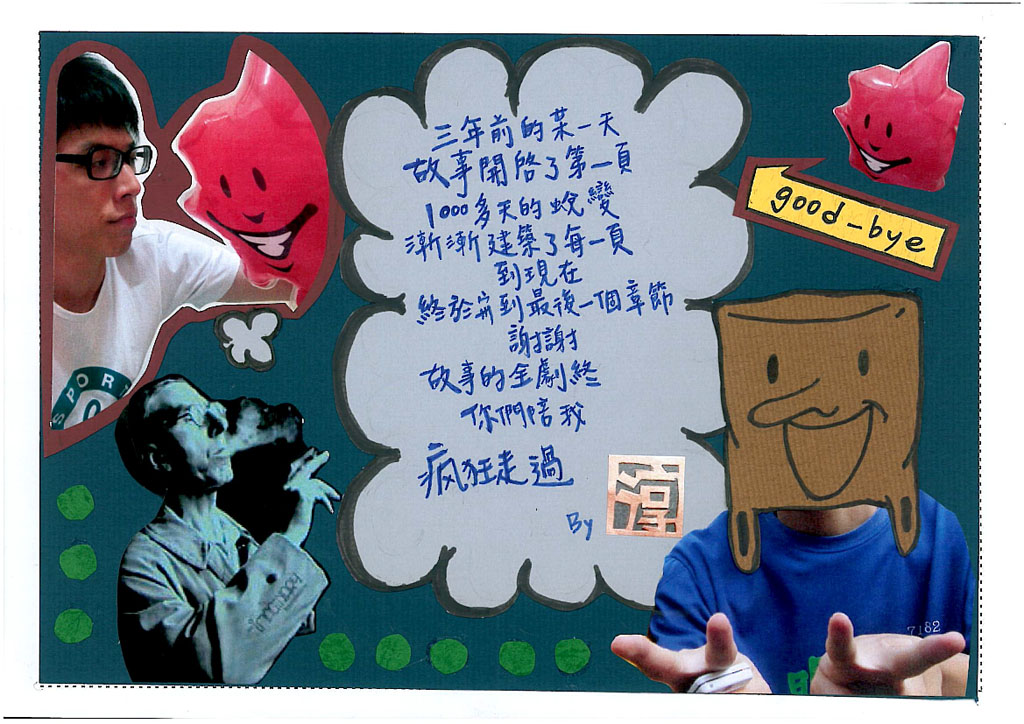 三年前的某一天
故事開啟了第一頁
1000多天的蛻變
漸漸建築了每一頁
到現在
終於寫到最後一個章節
謝謝
故事的全劇終
你們陪我
瘋狂走過
By
good-bye
SPORT
7182